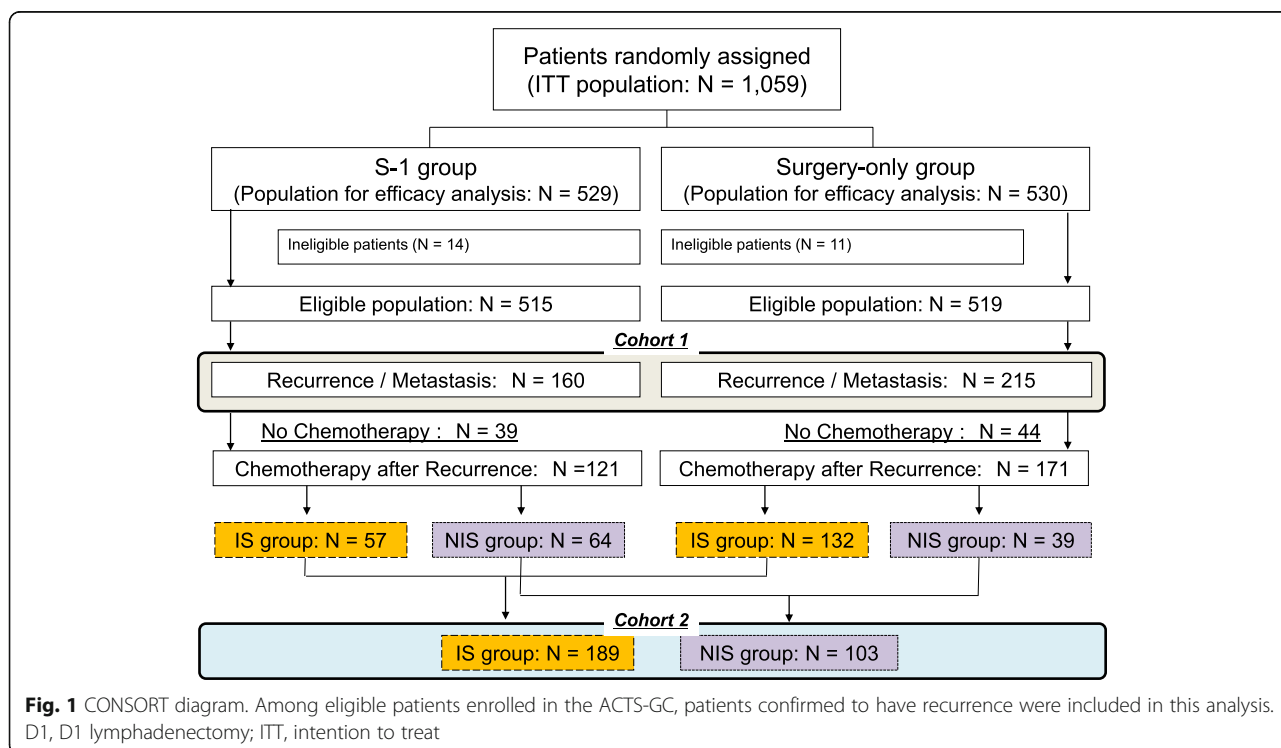 Patients randomly assigned
(ITT population: N = 1,059)
S-1 group
(Population for efficacy analysis: N = 529)
Surgery-only group
(Population for efficacy analysis: N = 530)
Ineligible patients (N = 14)
Ineligible patients (N = 11)
Eligible population: N = 515
Eligible population: N = 519
Cohort 1
Recurrence / Metastasis: N = 160
Recurrence / Metastasis: N = 215
No Chemotherapy : N = 39
No Chemotherapy : N = 44
Chemotherapy after Recurrence: N =121
Chemotherapy after Recurrence: N = 171
IS group: N = 57
NIS group: N = 64
IS group: N = 132
NIS group: N = 39
Cohort 2
IS group: N = 189
NIS group: N = 103
Fig. 1 CONSORT diagram. Among eligible patients enrolled in the ACTS-GC, patients confirmed to have recurrence were included in this analysis.
D1, D1 lymphadenectomy; ITT, intention to treat